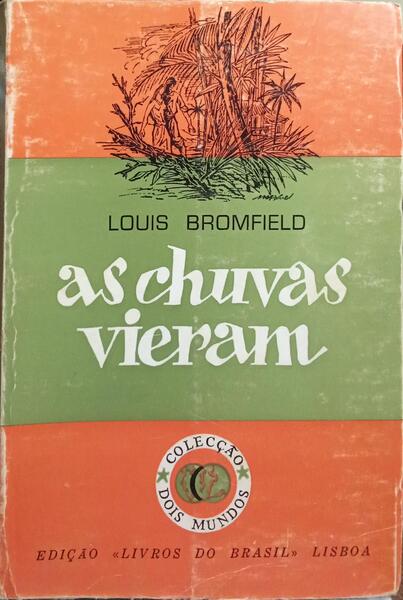 LOUIS BROMFIELD
as chuvas
vieram
COLECÇÃO
DOIS MUNDOS
EDIÇÃO «LIVROS DO BRASIL» LISBOA